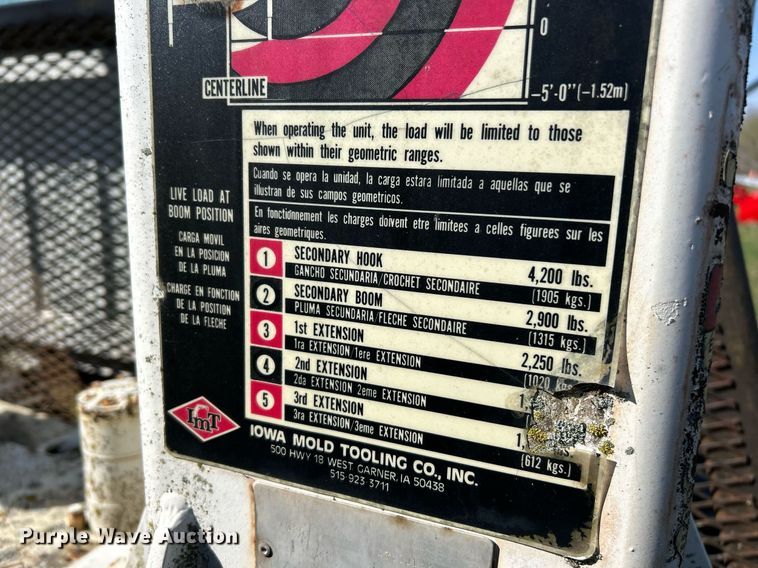 0
CENTERLINE
-5'-0" (-1.52m)
When operating the unit, the load will be limited to those
shown within their geometric ranges.
Cuando se opera la unidad, la carga estara limitada a aquellas que se
illustran de sus campos geometricos.
En fonctionnement les charges doivent etre limitees a celles figurees sur les
aires geometriques.
LIVE LOAD AT
BOOM POSITION
CARGA MOVIL
EN LA POSICION
DE LA PLUMA
CHARGE EN FONCTION
DE LA POSITION
DE LA FLECHE
1 SECONDARY HOOK 4,200 lbs.
GANCHO SECUNDARIA/CROCHET SECONDAIRE (1905 kgs.)
2 SECONDARY BOOM 2,900 lbs.
PLUMA SECUNDARIA/FLECHE SECONDAIRE (1315 kgs.)
3 1st EXTENSION 2,250 lbs.
1ra EXTENSION/1ere EXTENSION (1020 kgs.
4 2nd EXTENSION
2da EXTENSION 2eme EXTENSION
5 3rd EXTENSION
3ra EXTENSION/3eme EXTENSION (612 kgs.)
IMT
IOWA MOLD TOOLING CO., INC.
500 HWY 18 WEST GARNER, IA 50438
515-923-3711
Purple Wave Auction